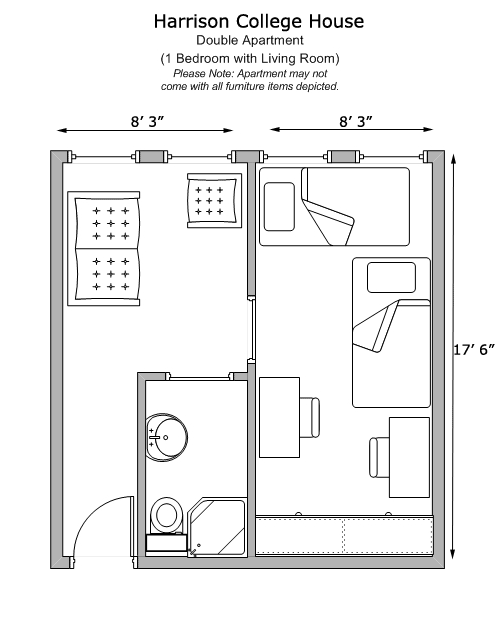 Harrison College House
Double Apartment
(1 Bedroom with Living Room)
Please Note: Apartment may not
come with all furniture items depicted.
8’ 3” 8’ 3”
17’ 6”